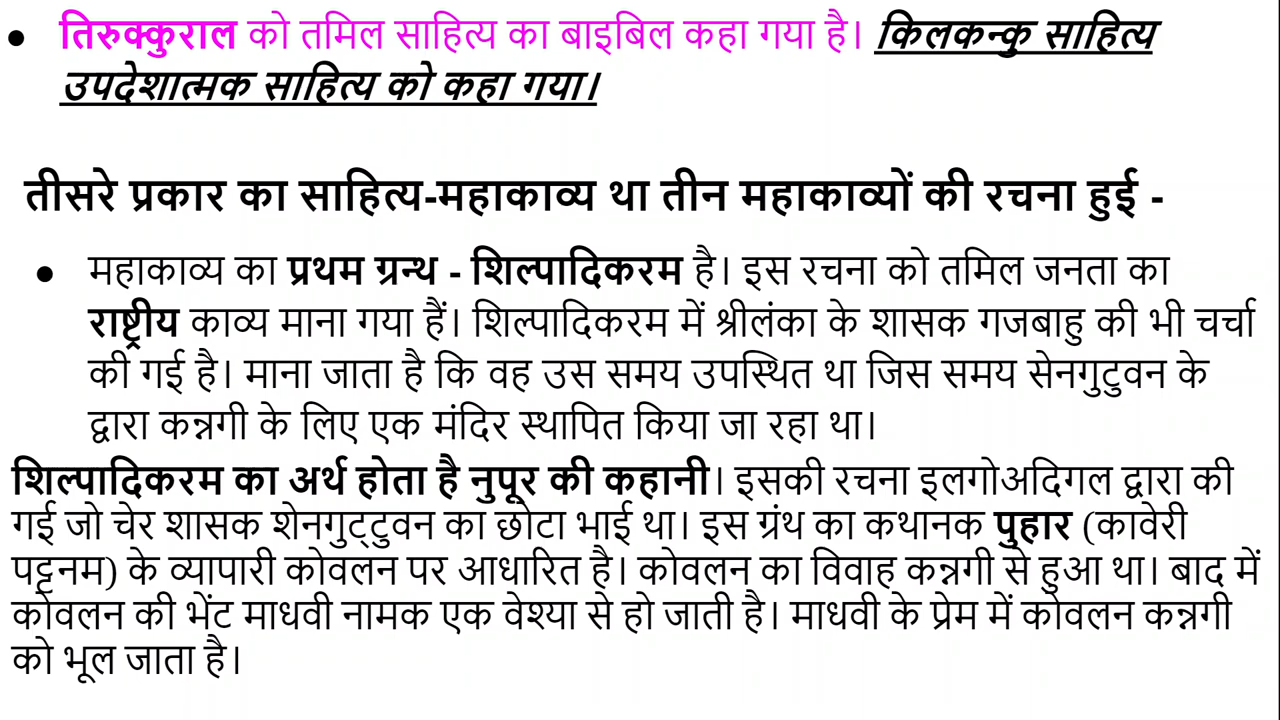 • तिरुक्कुराल को तमिल साहित्य का बाइबिल कहा गया है। किलकन्कु साहित्य
उपदेशात्मक साहित्य को कहा गया।
तीसरे प्रकार का साहित्य-महाकाव्य था तीन महाकाव्यों की रचना हुई -
• महाकाव्य का प्रथम ग्रन्थ - शिल्पादिकरम है। इस रचना को तमिल जनता का
राष्ट्रीय काव्य माना गया हैं। शिल्पादिकरम में श्रीलंका के शासक गजबाहु की भी चर्चा
की गई है। माना जाता है कि वह उस समय उपस्थित था जिस समय सेनगुटुवन के
द्वारा कन्नगी के लिए एक मंदिर स्थापित किया जा रहा था।
शिल्पादिकरम का अर्थ होता है नुपूर की कहानी। इसकी रचना इलगोअदिगल द्वारा की
गई जो चेर शासक शेनगुट्टुवन का छोटा भाई था। इस ग्रंथ का कथानक पुहार (कावेरी
पट्टनम) के व्यापारी कोवलन पर आधारित है। कोवलन का विवाह कन्नगी से हुआ था। बाद में
कोवलन की भेंट माधवी नामक एक वेश्या से हो जाती है। माधवी के प्रेम में कोवलन कन्नगी
को भूल जाता है।